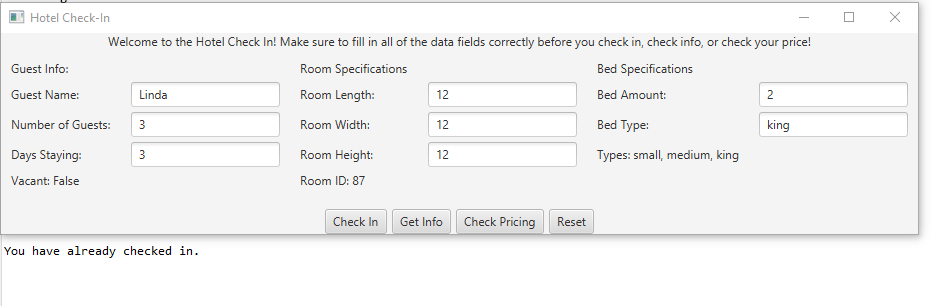 Hotel Check-In
Welcome to the Hotel Check In! Make sure to fill in all of the data fields correctly before you check in, check info, or check your price!
Guest Info: Room Specifications Bed Specifications
Guest Name: Linda Room Length: 12 Bed Amount: 2
Number of Guests: 3 Room Width: 12 Bed Type: king
Days Staying: 3 Room Height: 12 Types: small, medium, king
Vacant: False Room ID: 87
Check In Get Info Check Pricing Reset
You have already checked in.